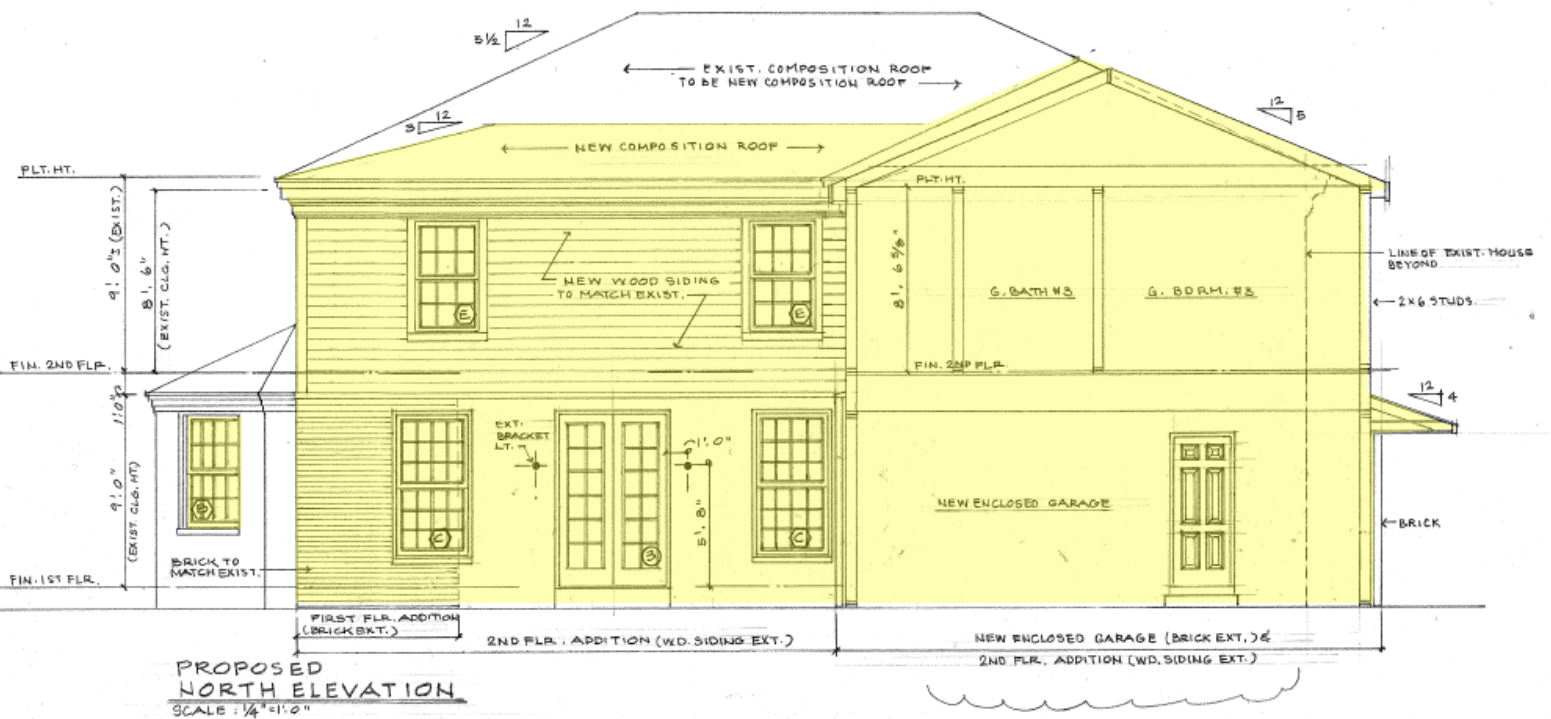 12
5 1/2
EXIST. COMPOSITION ROOF
TO BE NEW COMPOSITION ROOF
12
5
12
3
NEW COMPOSITION ROOF
PLT. HT.
PLT. HT.
9'. 0"± (EXIST.)
8'. 6"
(EXIST. CLG. HT.)
8'. 6 5/8"
LINE OF EXIST. HOUSE
BEYOND
NEW WOOD SIDING
TO MATCH EXIST.
G. BATH #3
G. BDRM. #3
2X6 STUDS.
E
E
FIN. 2ND FLR.
FIN. 2ND FLR.
12
4
1'.0"
9'.0"
(EXIST. CLG. HT.)
EXT.
BRACKET
LT.
1'.0"
5'. 8"
NEW ENCLOSED GARAGE
BRICK
B
C
3
C
BRICK TO
MATCH EXIST.
FIN. 1ST FLR.
FIRST FLR. ADDITION
(BRICK EXT.)
2ND FLR. ADDITION (WD. SIDING EXT.)
NEW ENCLOSED GARAGE (BRICK EXT.) &
2ND FLR. ADDITION (WD. SIDING EXT.)
PROPOSED
NORTH ELEVATION
SCALE : 1/4"=1'.0"